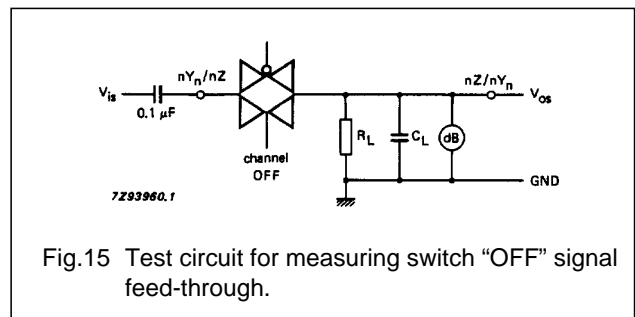 nYn/nZ
Vis
0.1 μF
channel
OFF
RL
CL
dB
nZ/nYn
Vos
GND
7Z93960.1
Fig.15 Test circuit for measuring switch “OFF” signal
feed-through.